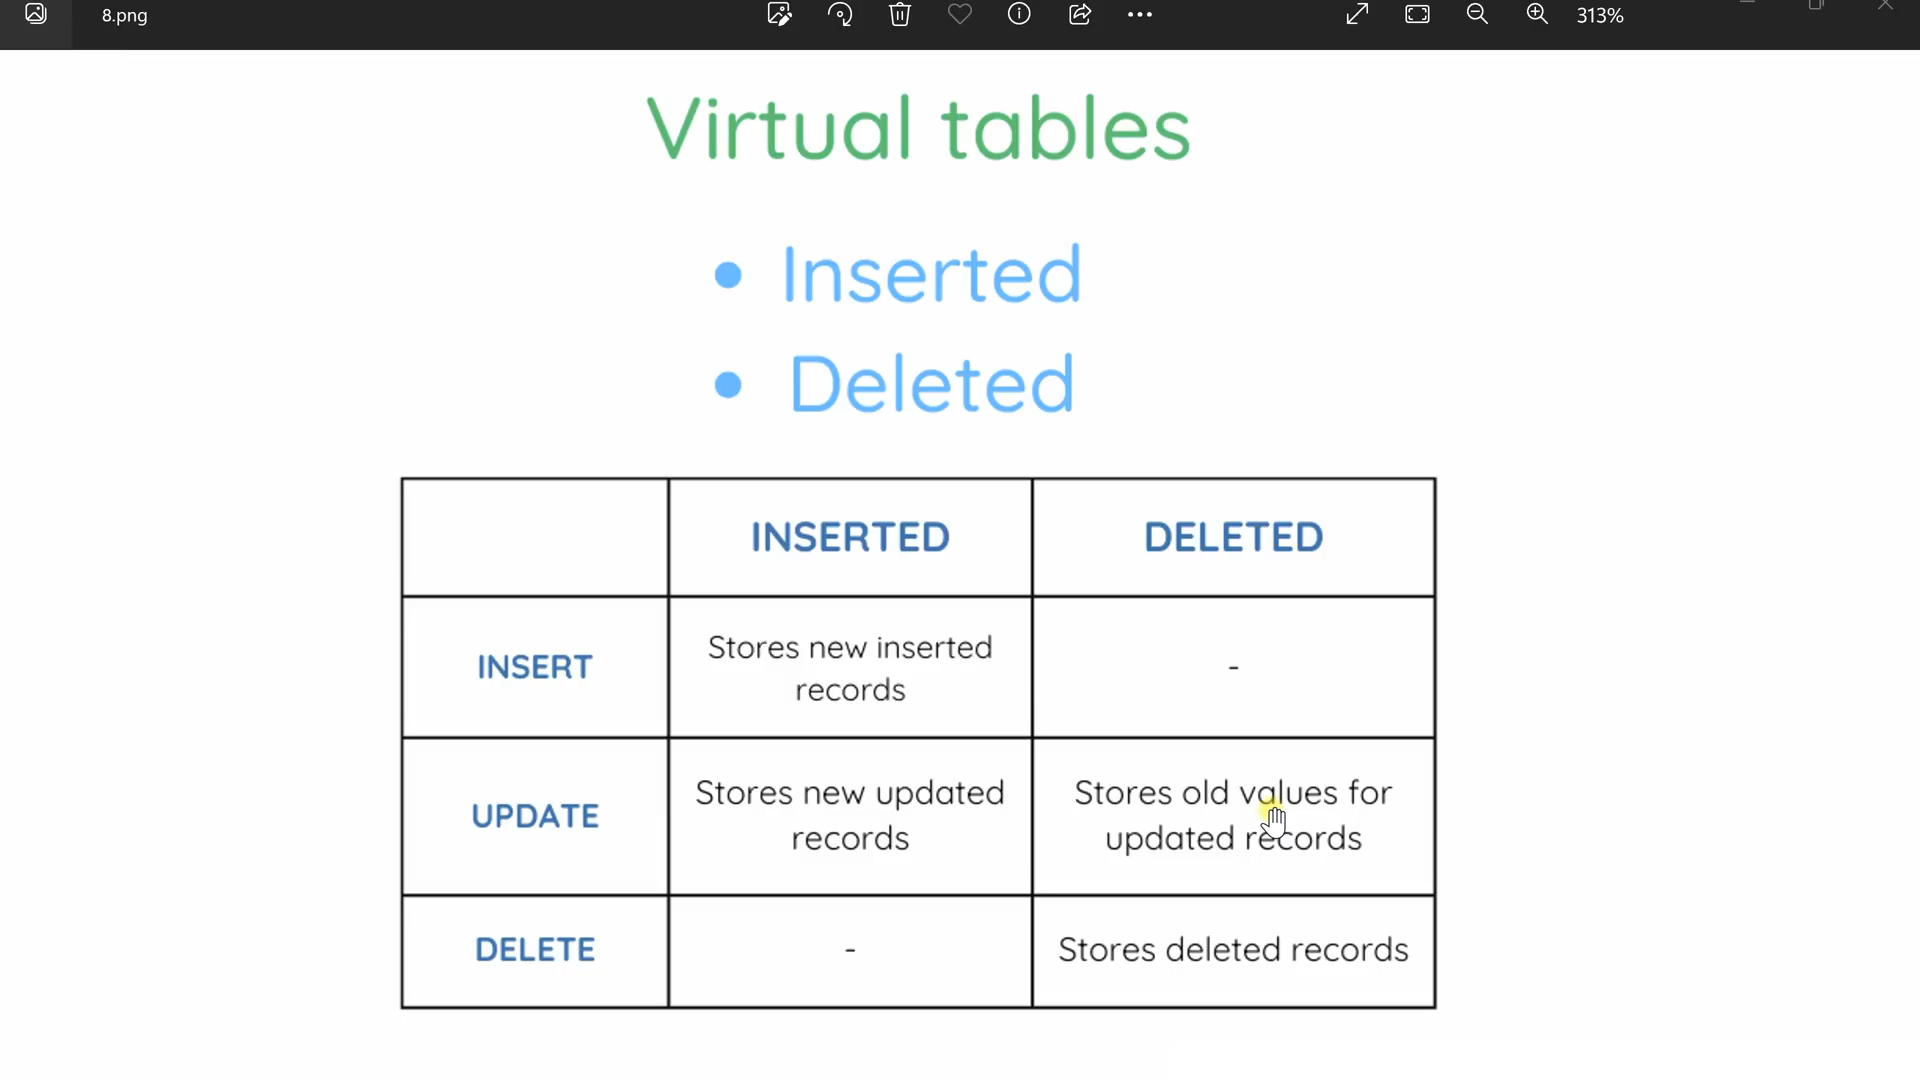 8.png
313%
Virtual tables
• Inserted
• Deleted
INSERTED DELETED
INSERT
Stores new inserted
records
-
UPDATE
Stores new updated
records
Stores old values for
updated records
DELETE
-
Stores deleted records